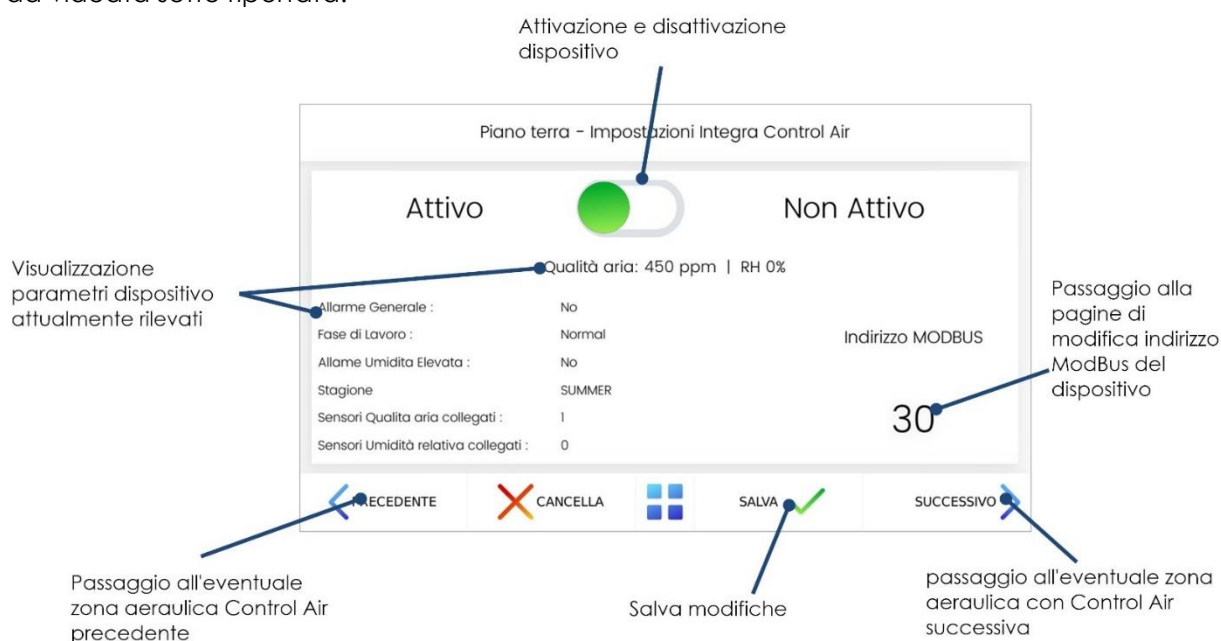 Attivazione e disattivazione
dispositivo
Piano terra - Impostazioni Integra Control Air
Attivo
Non Attivo
Qualità aria: 450 ppm | RH 0%
Visualizzazione
parametri dispositivo
attualmente rilevati
Allarme Generale : No
Fase di Lavoro : Normal
Allame Umidita Elevata : No
Stagione SUMMER
Sensori Qualita aria collegati : 1
Sensori Umidità relativa collegati : 0
Indirizzo MODBUS
30
Passaggio alla
pagine di
modifica indirizzo
ModBus del
dispositivo
PRECEDENTE
CANCELLA
SALVA
SUCCESSIVO
Passaggio all'eventuale
zona aeraulica Control Air
precedente
Salva modifiche
passaggio all'eventuale zona
aeraulica con Control Air
successiva